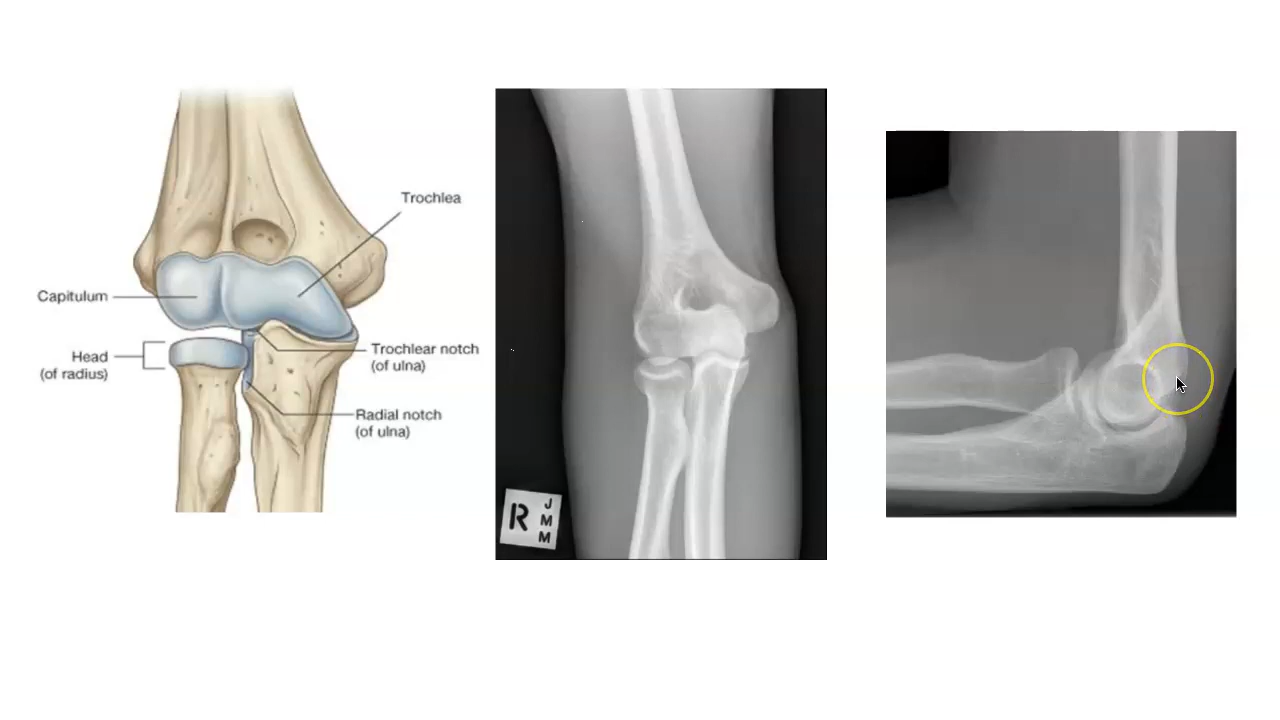 Trochlea
Capitulum
Head
(of radius)
Trochlear notch
(of ulna)
Radial notch
(of ulna)
R
J
M
M